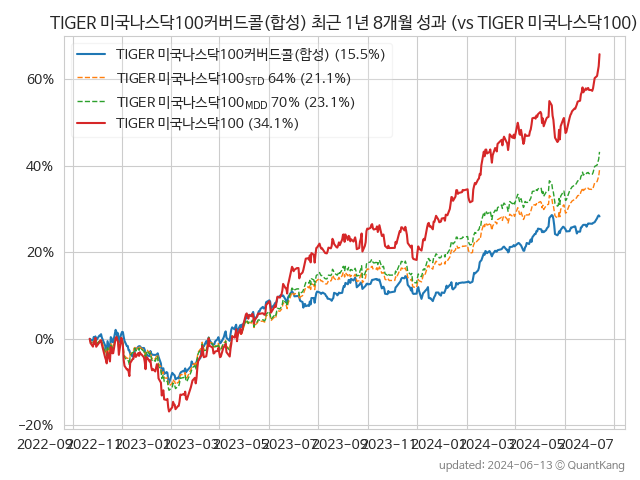 TIGER 미국나스닥100커버드콜(합성) 최근 1년 8개월 성과 (vs TIGER 미국나스닥100)
TIGER 미국나스닥100커버드콜(합성) (15.5%)
TIGER 미국나스닥100STD 64% (21.1%)
TIGER 미국나스닥100MDD 70% (23.1%)
TIGER 미국나스닥100 (34.1%)
60%
40%
20%
0%
−20%
2022-09 2022-11 2023-01 2023-03 2023-05 2023-07 2023-09 2023-11 2024-01 2024-03 2024-05 2024-07
updated: 2024-06-13 © QuantKang